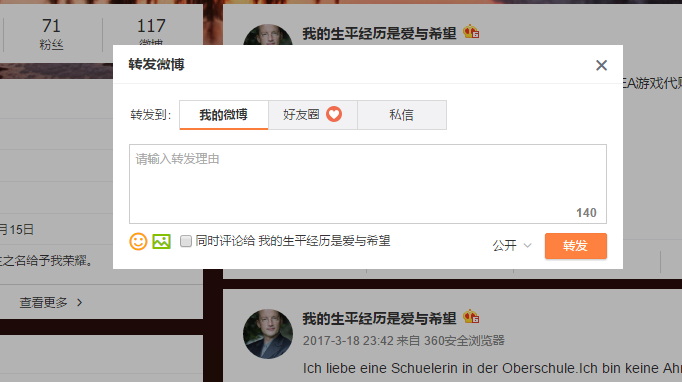 71
117
粉丝
微博
我的生平经历是爱与希望
转发微博
EA游戏代购
转发到：
我的微博
好友圈
私信
请输入转发理由
140
月15日
同时评论给 我的生平经历是爱与希望
公开
转发
之名给予我荣耀。
查看更多
我的生平经历是爱与希望
2017-3-18 23:42 来自 360安全浏览器
Ich liebe eine Schuelerin in der Oberschule.Ich bin keine